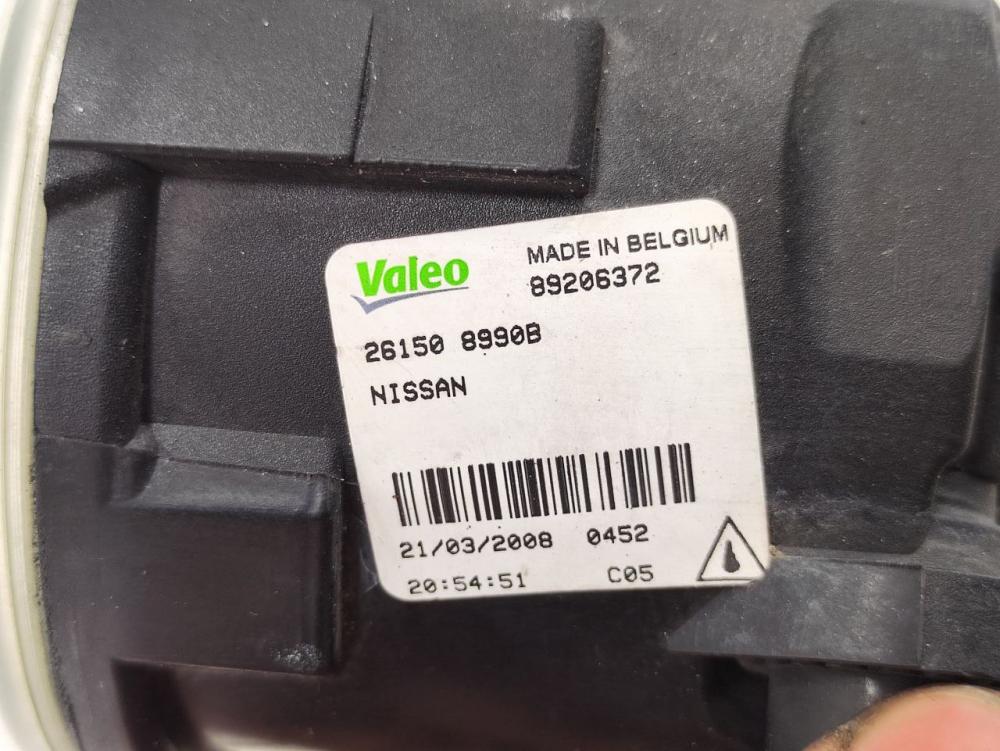 Valeo
MADE IN BELGIUM
89206372
26150 8990B
NISSAN
21/03/2008 0452
20:54:51 C05